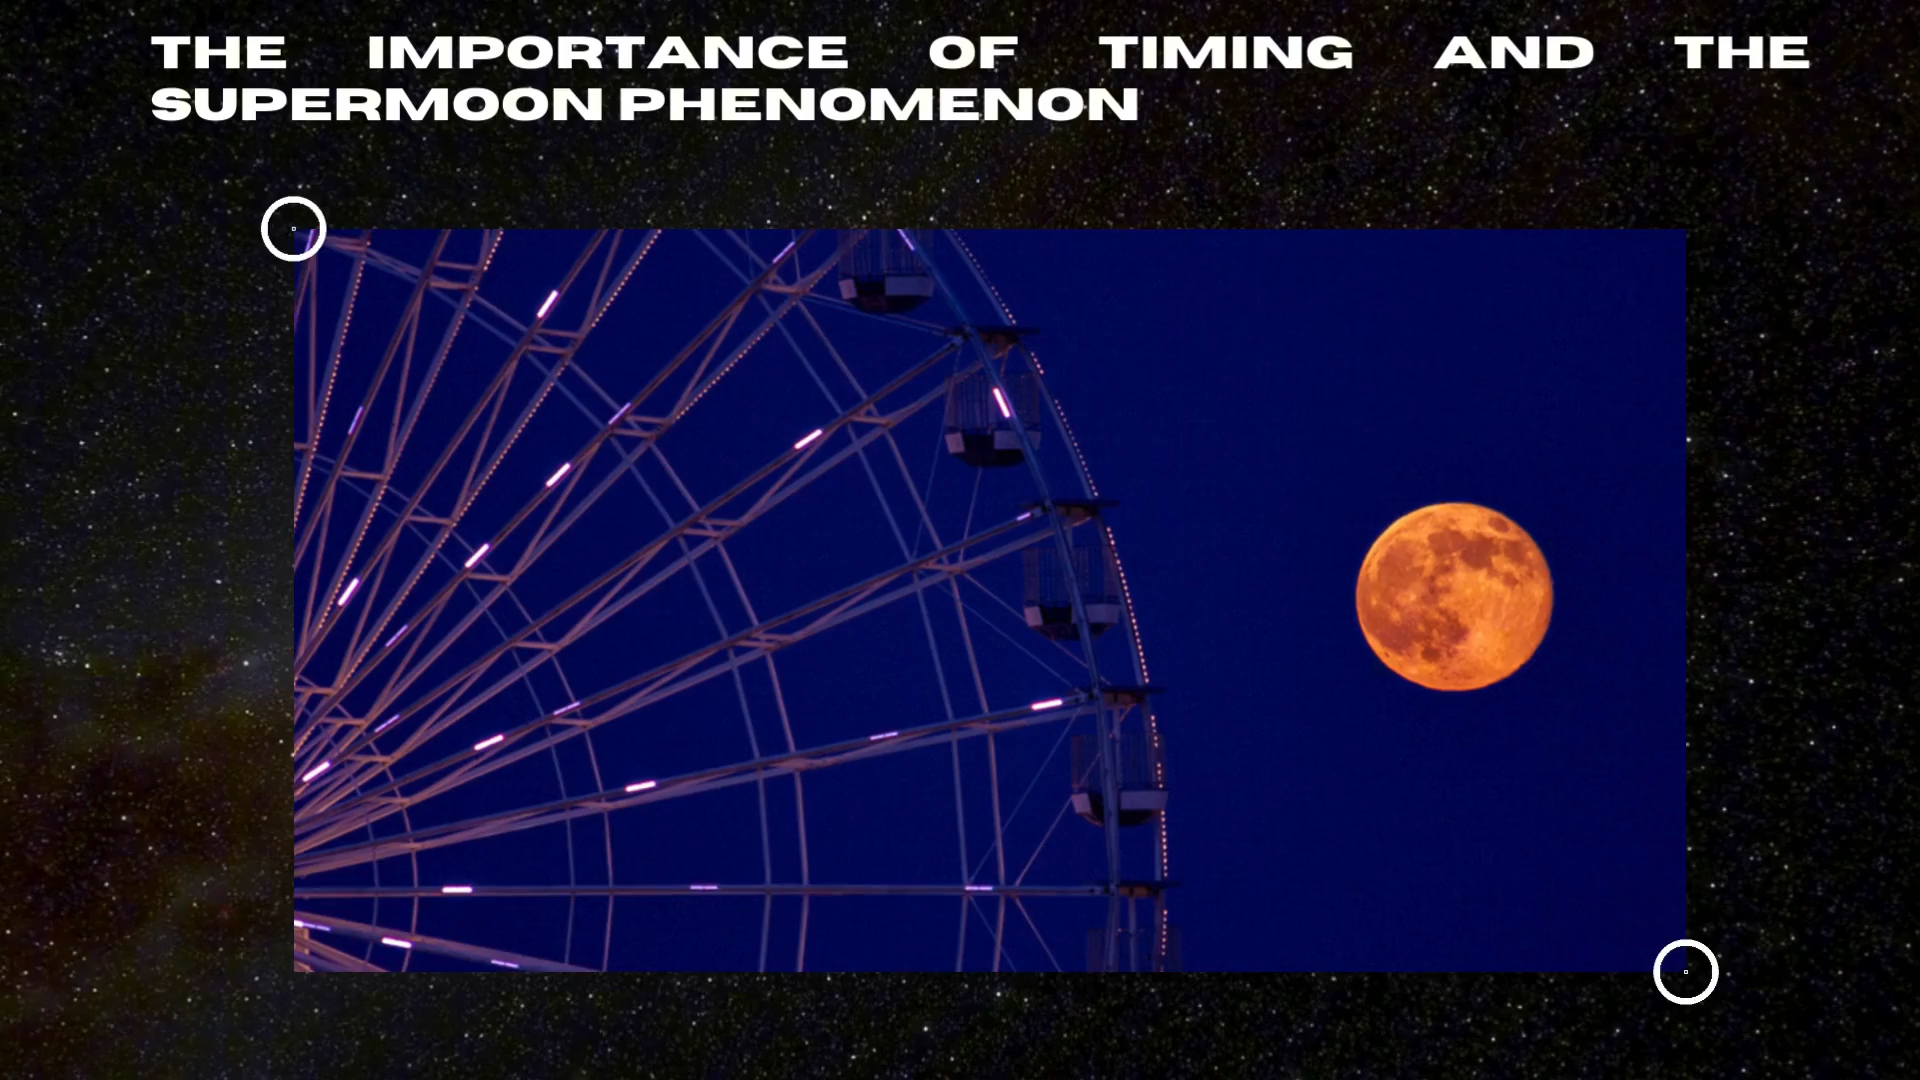 THE IMPORTANCE OF TIMING AND THE
SUPERMOON PHENOMENON